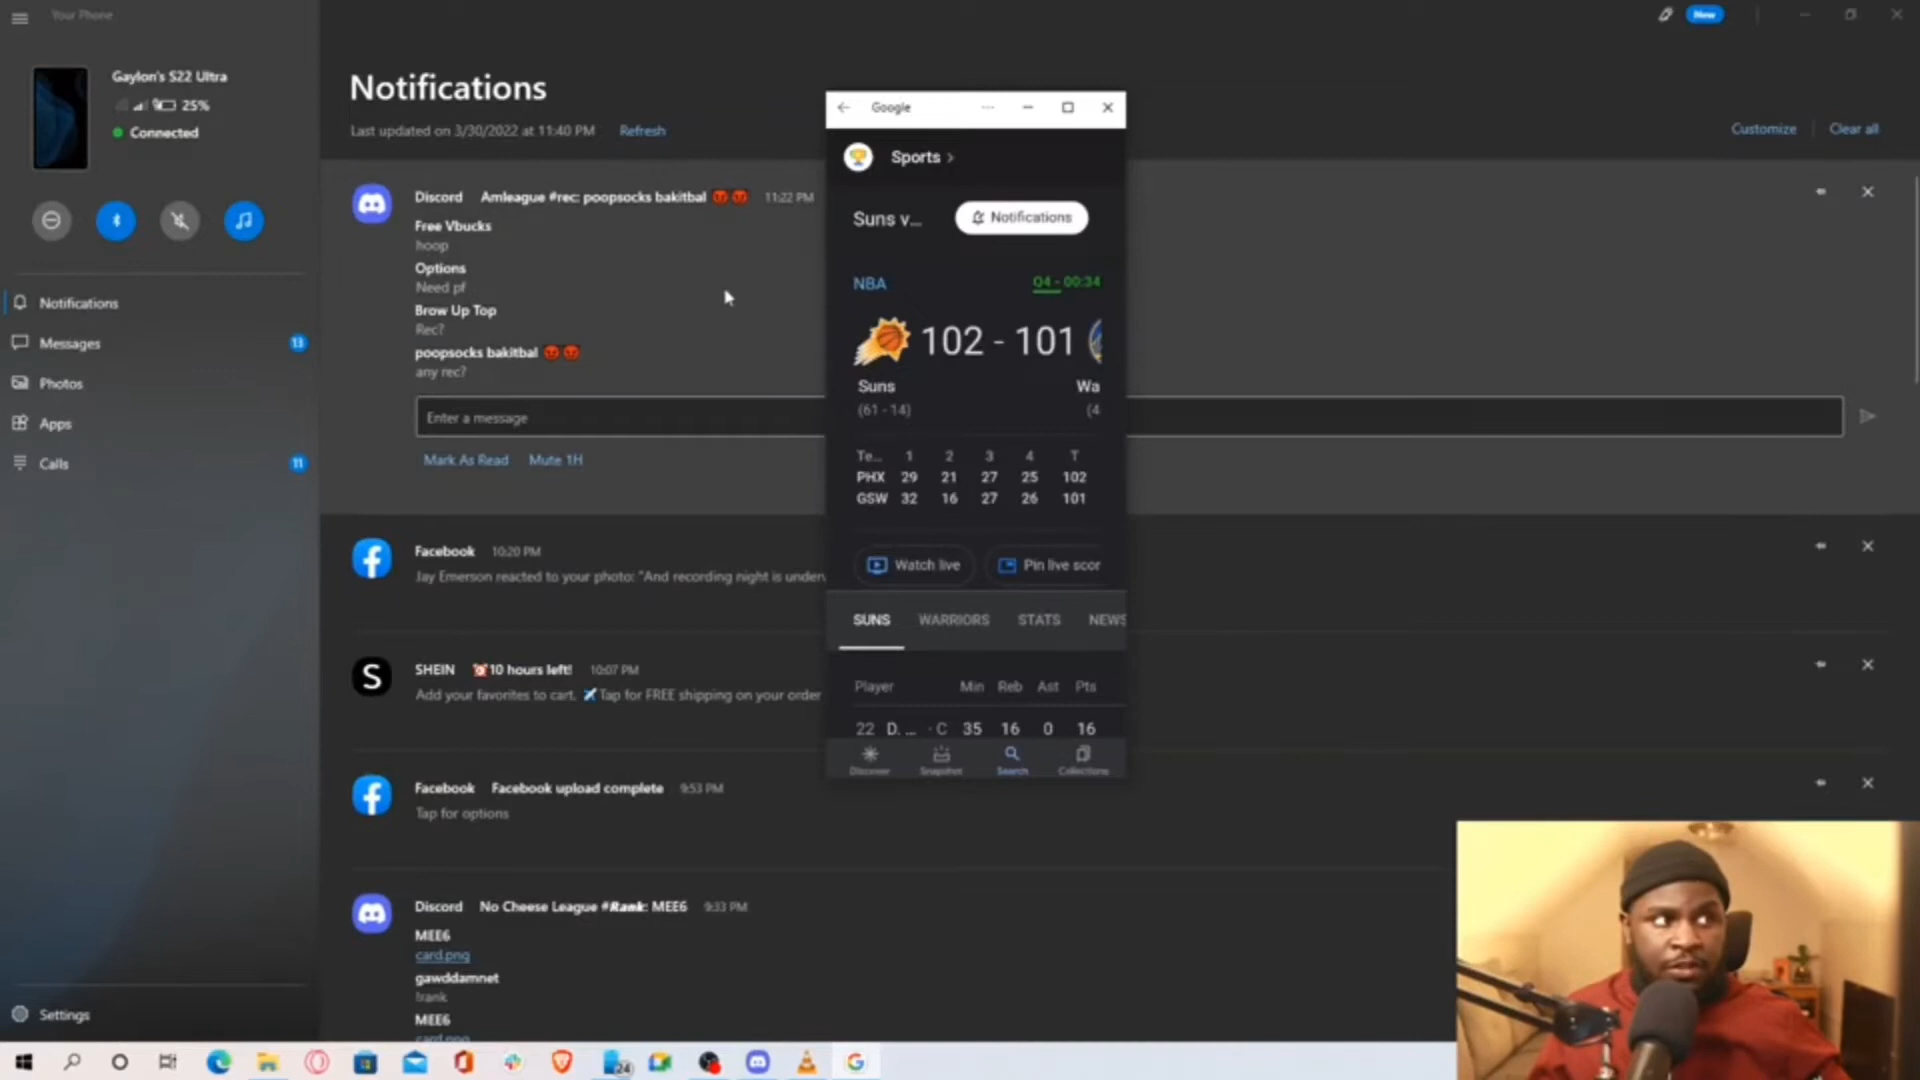 Your Phone
New
Gaylon's S22 Ultra
25%
Connected
Notifications
Messages
13
Photos
Apps
Calls
11
Settings
Notifications
Last updated on 3/30/2022 at 11:40 PM
Refresh
Customize
Clear all
Discord Amleague #rec: poopsocks bakitbal 11:22 PM
Free Vbucks
hoop
Options
Need pf
Brow Up Top
Rec?
poopsocks bakitbal
any rec?
Enter a message
Mark As Read
Mute 1H
Facebook 10:20 PM
Jay Emerson reacted to your photo: "And recording night is underv
SHEIN 10 hours left! 10:07 PM
Add your favorites to cart. Tap for FREE shipping on your order
Facebook Facebook upload complete 9:53 PM
Tap for options
Discord No Cheese League #Rank: MEE6 9:33 PM
MEE6
card.png
gawddamnet
!rank
MEE6
card.png
Google
Sports
Suns v...
Notifications
NBA
Q4 - 00:34
102 - 101
Suns Wa
(61 - 14) (4
Te... 1 2 3 4 T
PHX 29 21 27 25 102
GSW 32 16 27 26 101
Watch live
Pin live scor
SUNS WARRIORS STATS NEWS
Player Min Reb Ast Pts
22 D. ... · C 35 16 0 16
Discover Snapshot Search Collections
24